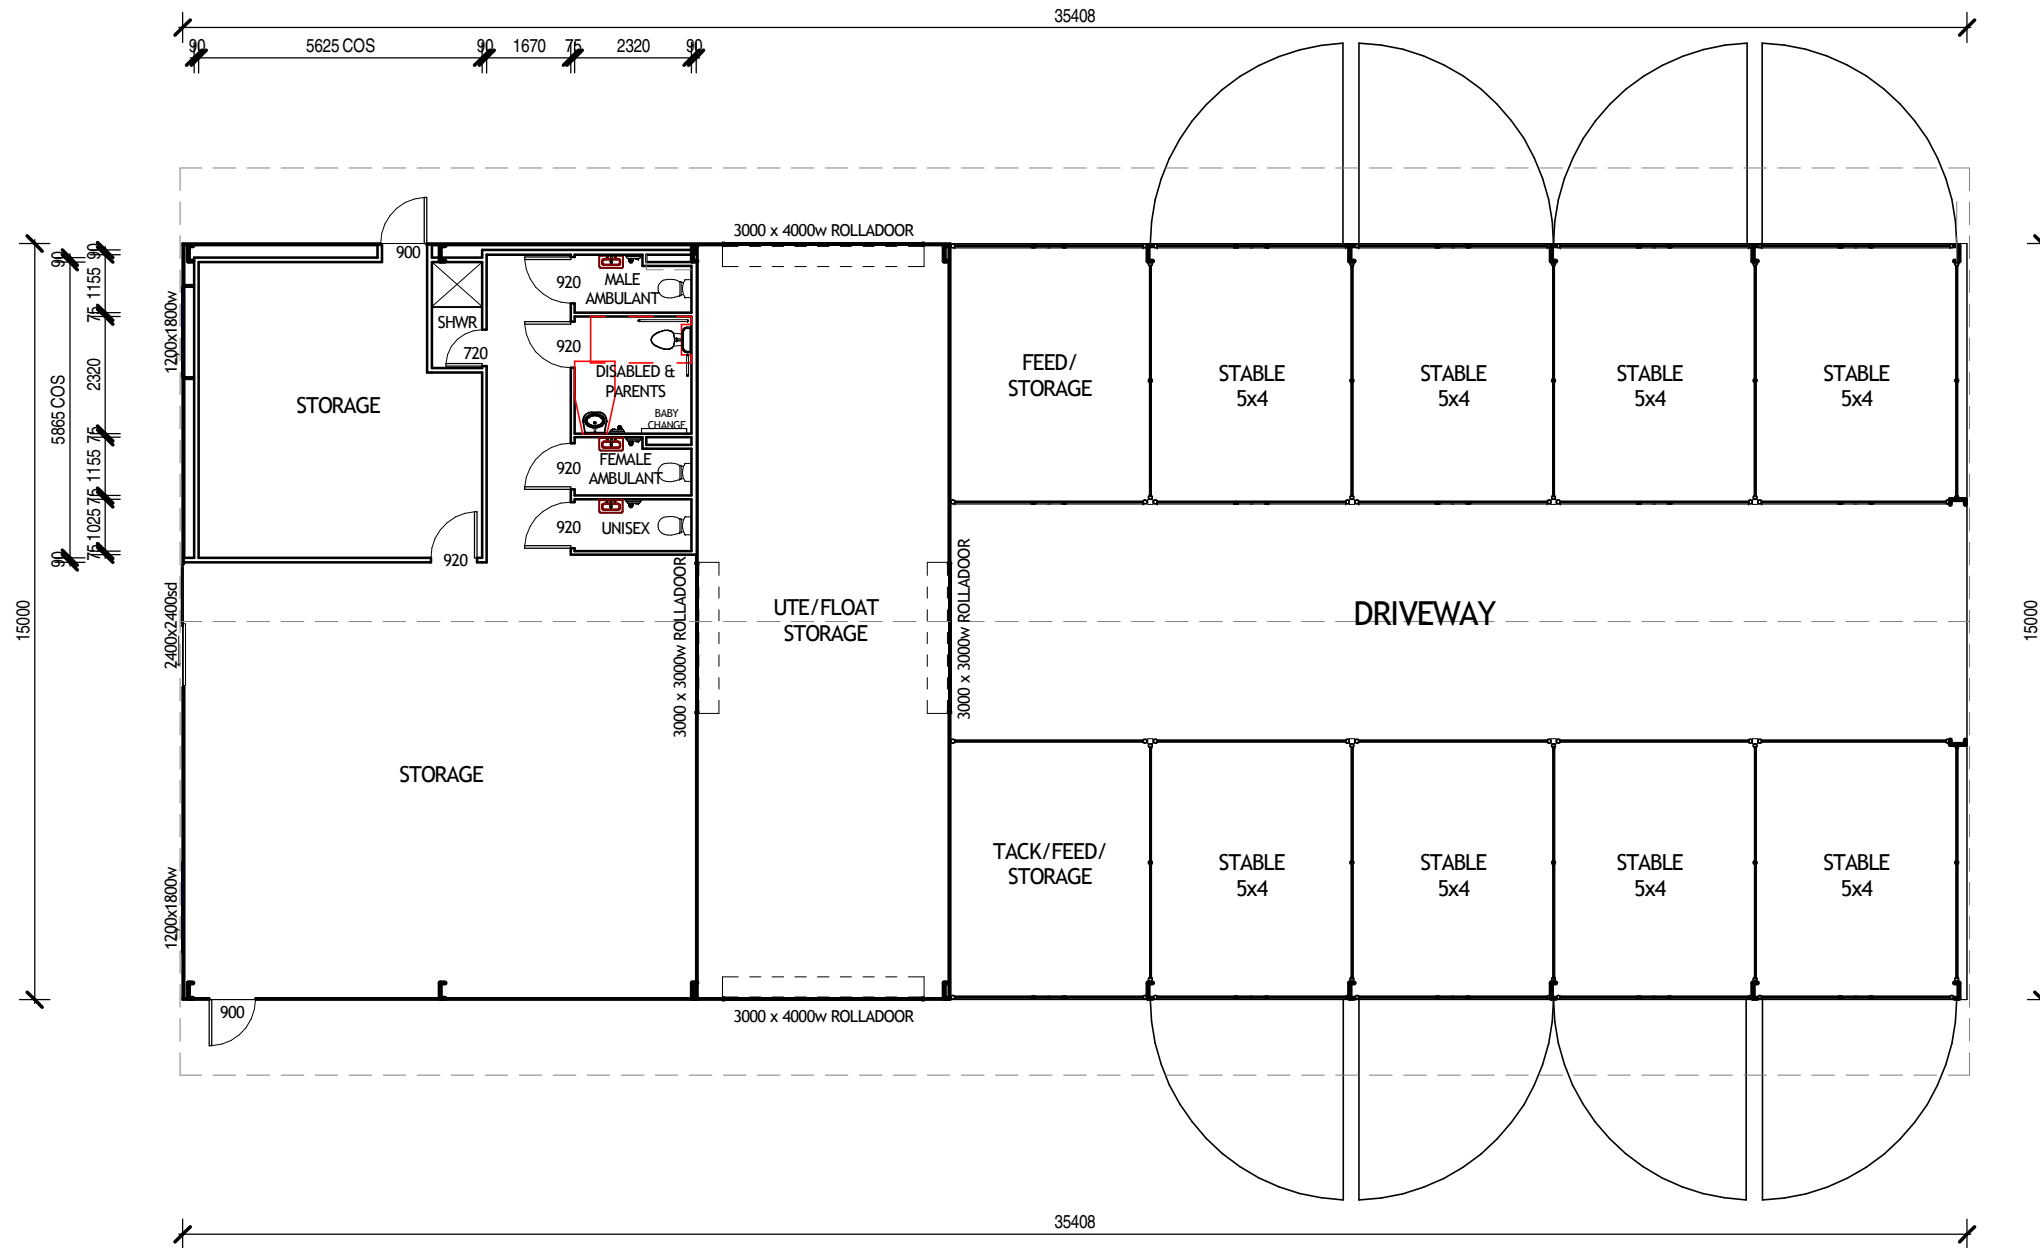 35408
90
5625 COS
90
1670
75
2320
90
3000 x 4000w ROLLADOOR
900
90
90
1155
75
2320
75
1155
75
1025
75
5865 COS
90
15000
15000
1200x1800w
920
MALE
AMBULANT
SHWR
720
920
DISABLED &
PARENTS
BABY
CHANGE
STORAGE
920
FEMALE
AMBULANT
920
UNISEX
920
FEED/
STORAGE
STABLE
5x4
STABLE
5x4
STABLE
5x4
STABLE
5x4
2400x2400sd
3000 x 3000w ROLLADOOR
UTE/FLOAT
STORAGE
3000 x 3000w ROLLADOOR
DRIVEWAY
STORAGE
1200x1800w
TACK/FEED/
STORAGE
STABLE
5x4
STABLE
5x4
STABLE
5x4
STABLE
5x4
900
3000 x 4000w ROLLADOOR
35408